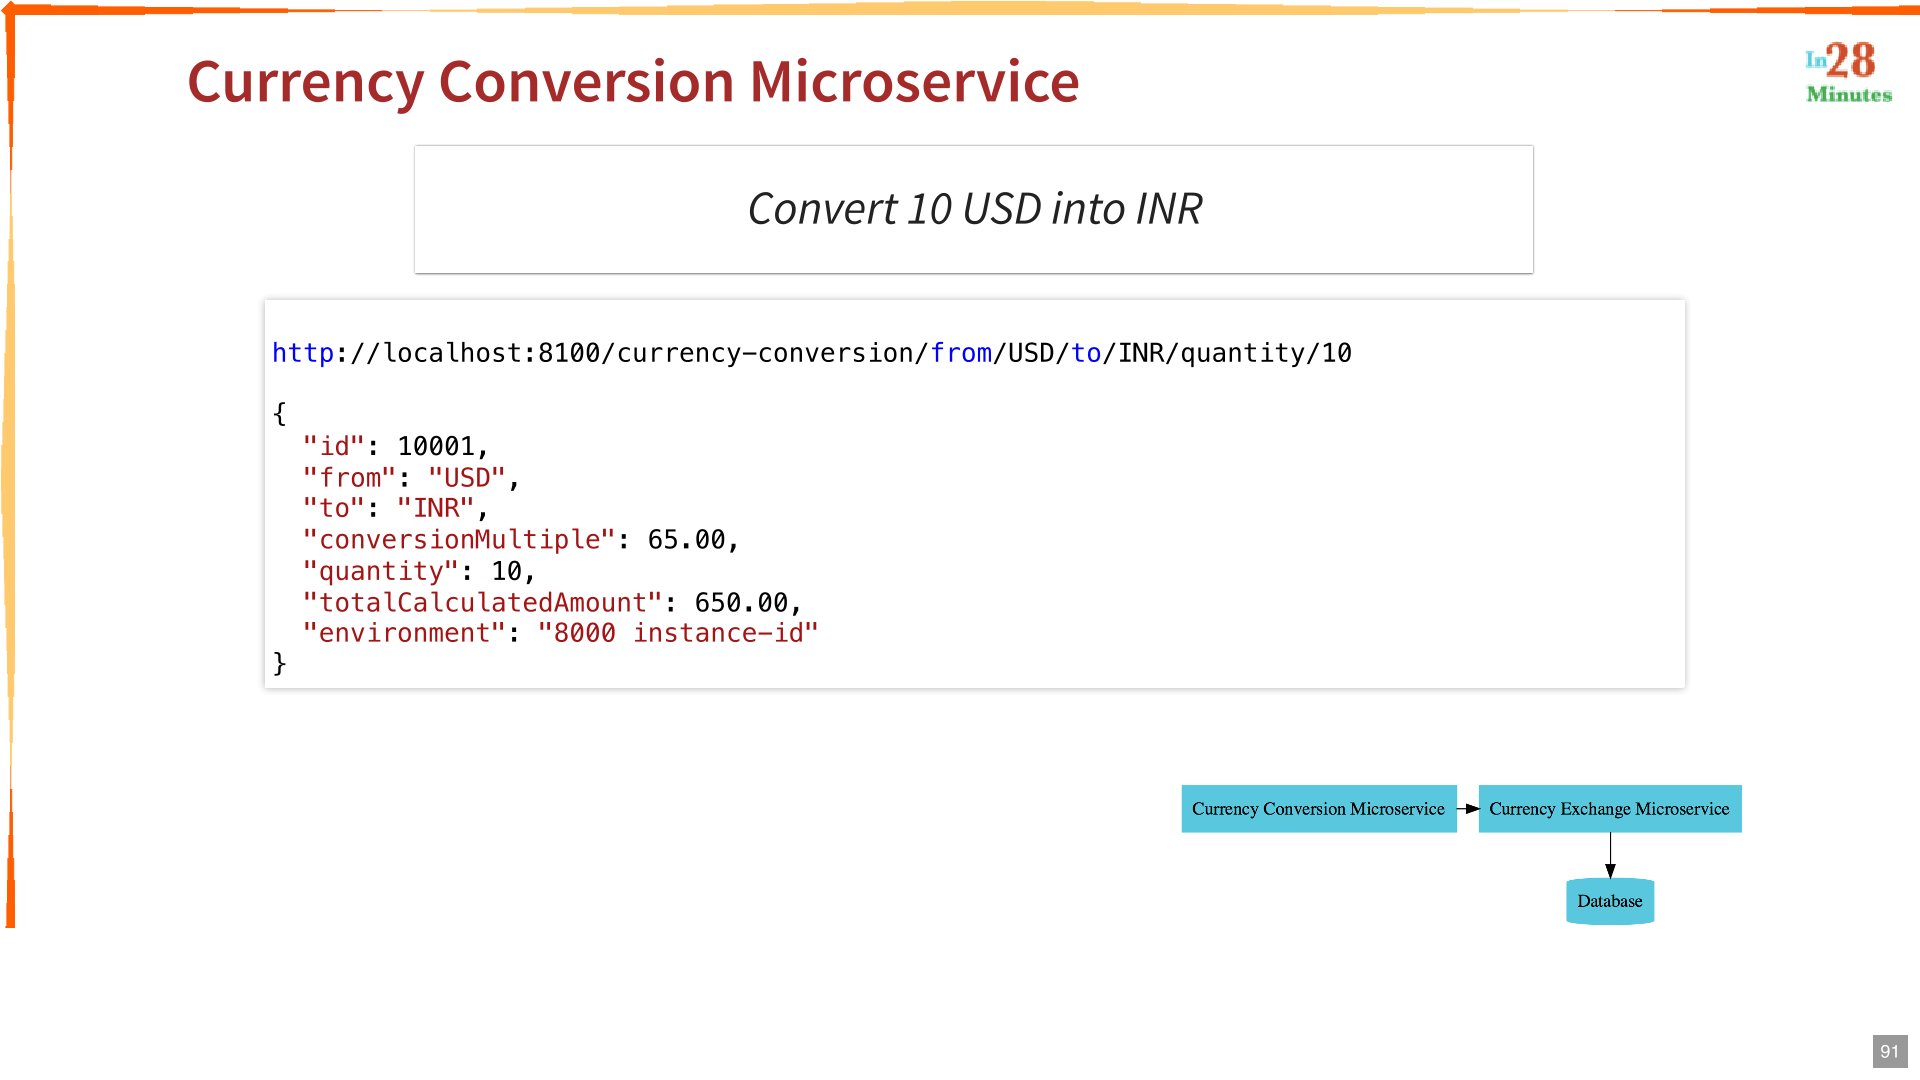 Currency Conversion Microservice
In28
Minutes
Convert 10 USD into INR
http://localhost:8100/currency-conversion/from/USD/to/INR/quantity/10
{
  "id": 10001,
  "from": "USD",
  "to": "INR",
  "conversionMultiple": 65.00,
  "quantity": 10,
  "totalCalculatedAmount": 650.00,
  "environment": "8000 instance-id"
}
Currency Conversion Microservice
Currency Exchange Microservice
Database
91